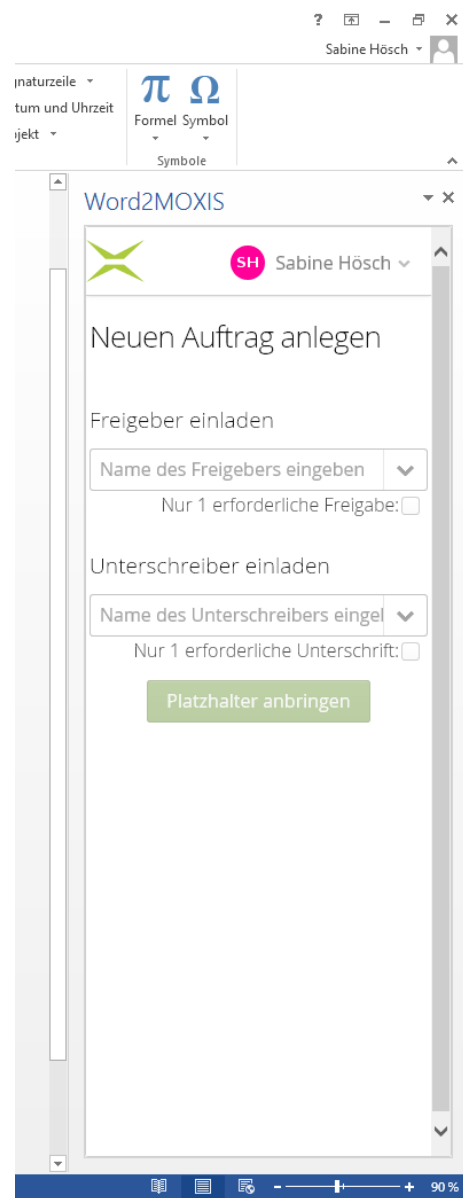 ?
Sabine Hösch
gnaturzeile
tum und Uhrzeit
jekt
π Ω
Formel Symbol
Symbole
Word2MOXIS
SH Sabine Hösch
Neuen Auftrag anlegen
Freigeber einladen
Name des Freigebers eingeben
Nur 1 erforderliche Freigabe:
Unterschreiber einladen
Name des Unterschreibers eingel
Nur 1 erforderliche Unterschrift:
Platzhalter anbringen
- + 90 %